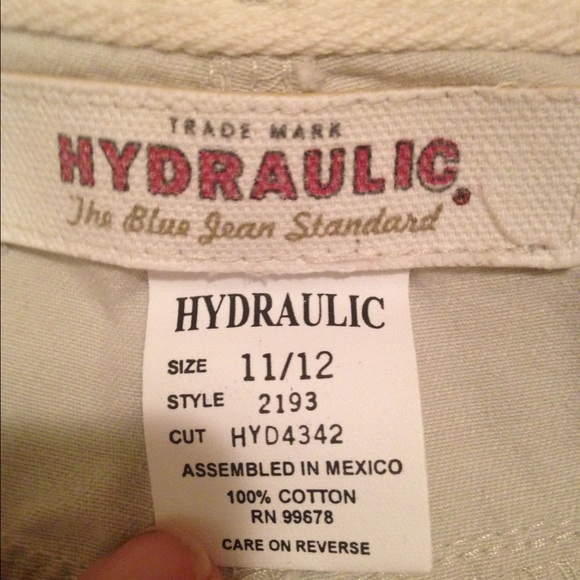 TRADE MARK
HYDRAULIC.
The Blue Jean Standard
HYDRAULIC
SIZE 11/12
STYLE 2193
CUT HYD4342
ASSEMBLED IN MEXICO
100% COTTON
RN 99678
CARE ON REVERSE